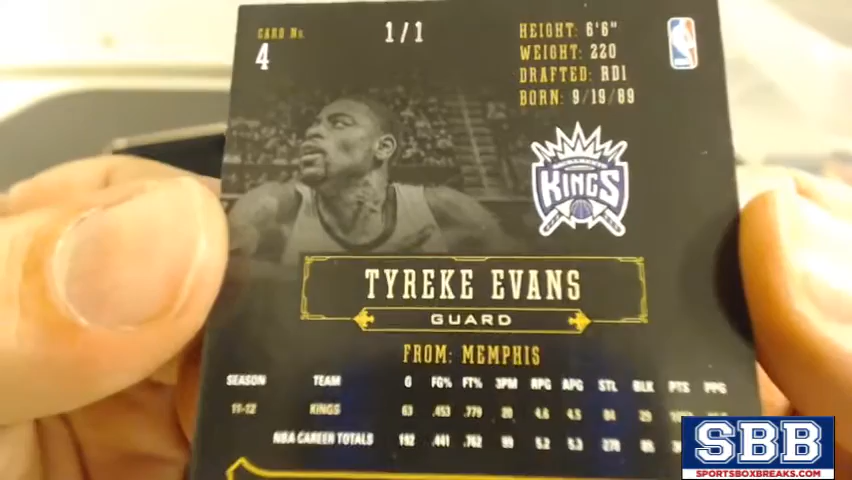 CARD No. 4
1/1
HEIGHT: 6'6"
WEIGHT: 220
DRAFTED: RD1
BORN: 9/19/89
KINGS
TYREKE EVANS
GUARD
FROM: MEMPHIS
SEASON TEAM G FG% FT% 3PM RPG APG STL BLK PTS PPG
11-12 KINGS 63 .453 .779 20 4.6 4.5 84 29
NBA CAREER TOTALS 192 .441 .762 99 5.2 5.3 278 85
SBB
SPORTSBOXBREAKS.COM